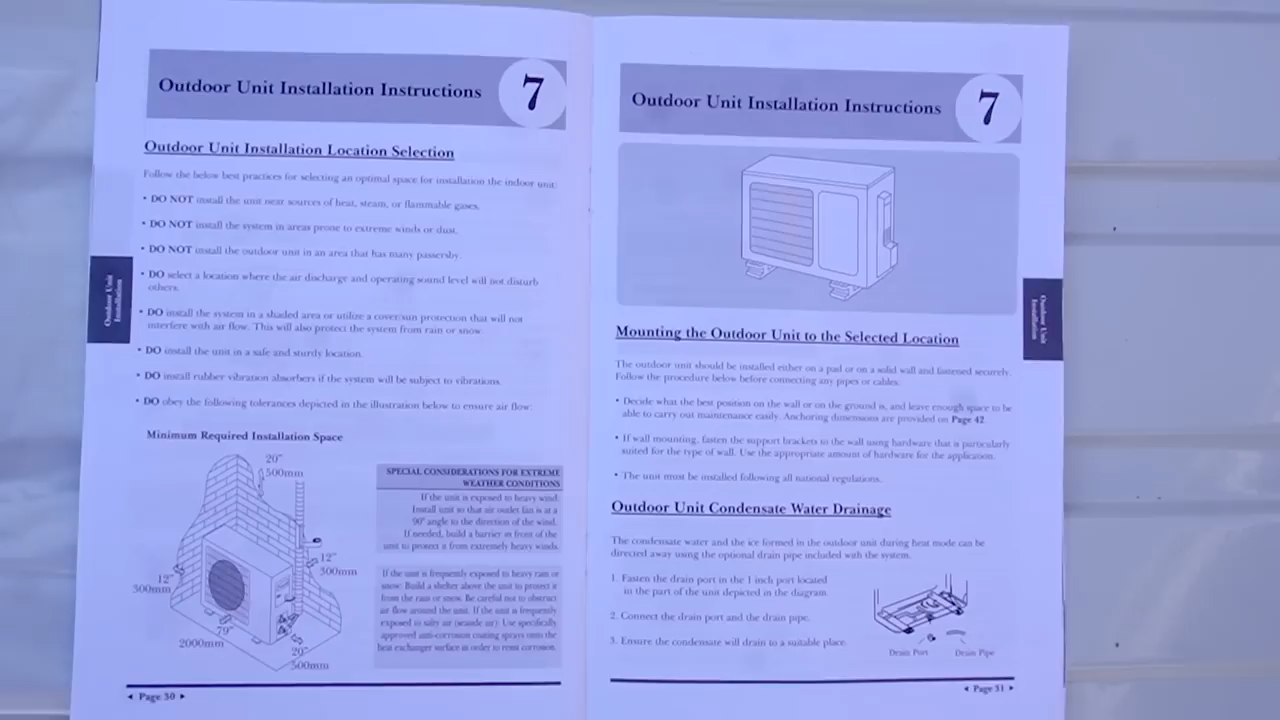 Outdoor Unit Installation Instructions
7
Outdoor Unit Installation Location Selection
Follow the below best practices for selecting an optimal space for installation the indoor unit:
• DO NOT install the unit near sources of heat, steam, or flammable gases.
• DO NOT install the system in areas prone to extreme winds or dust.
• DO NOT install the outdoor unit in an area that has many passersby.
• DO select a location where the air discharge and operating sound level will not disturb
others.
• DO install the system in a shaded area or utilize a cover/sun protection that will not
interfere with air flow. This will also protect the system from rain or snow.
• DO install the unit in a safe and sturdy location.
• DO install rubber vibration absorbers if the system will be subject to vibrations.
• DO obey the following tolerances depicted in the illustration below to ensure air flow:
Outdoor Unit
Installation
Minimum Required Installation Space
20"
500mm
12"
300mm
12"
300mm
79"
2000mm
20"
500mm
SPECIAL CONSIDERATIONS FOR EXTREME
WEATHER CONDITIONS
If the unit is exposed to heavy wind:
Install unit so that air outlet fan is at a
90° angle to the direction of the wind.
If needed, build a barrier in front of the
unit to protect it from extremely heavy winds.
If the unit is frequently exposed to heavy rain or
snow: Build a shelter above the unit to protect it
from the rain or snow. Be careful not to obstruct
air flow around the unit. If the unit is frequently
exposed to salty air (seaside air): Use specifically
approved anti-corrosion coating sprays onto the
heat exchanger surface in order to resist corrosion.
◄ Page 30 ►
Outdoor Unit Installation Instructions
7
Mounting the Outdoor Unit to the Selected Location
The outdoor unit should be installed either on a pad or on a solid wall and fastened securely.
Follow the procedure below before connecting any pipes or cables.
• Decide what the best position on the wall or on the ground is, and leave enough space to be
able to carry out maintenance easily. Anchoring dimensions are provided on Page 42.
• If wall mounting, fasten the support brackets to the wall using hardware that is particularly
suited for the type of wall. Use the appropriate amount of hardware for the application.
• The unit must be installed following all national regulations.
Outdoor Unit
Installation
Outdoor Unit Condensate Water Drainage
The condensate water and the ice formed in the outdoor unit during heat mode can be
directed away using the optional drain pipe included with the system.
1. Fasten the drain port in the 1 inch port located
in the part of the unit depicted in the diagram.
2. Connect the drain port and the drain pipe.
3. Ensure the condensate will drain to a suitable place.
Drain Port
Drain Pipe
◄ Page 31 ►